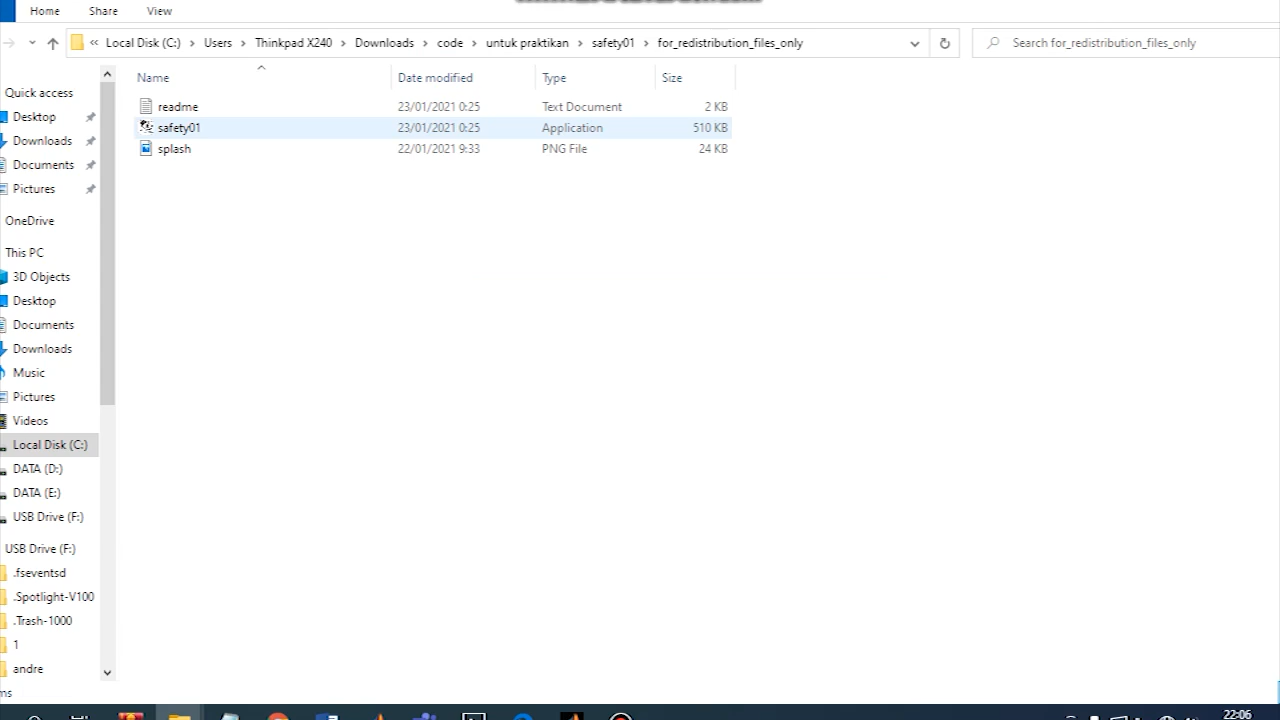 Home Share View
« Local Disk (C:) > Users > Thinkpad X240 > Downloads > code > untuk praktikan > safety01 > for_redistribution_files_only
Search for_redistribution_files_only
Name Date modified Type Size
readme 23/01/2021 0:25 Text Document 2 KB
safety01 23/01/2021 0:25 Application 510 KB
splash 22/01/2021 9:33 PNG File 24 KB
Quick access
Desktop
Downloads
Documents
Pictures
OneDrive
This PC
3D Objects
Desktop
Documents
Downloads
Music
Pictures
Videos
Local Disk (C:)
DATA (D:)
DATA (E:)
USB Drive (F:)
USB Drive (F:)
.fseventsd
.Spotlight-V100
.Trash-1000
1
andre
ms
22:06